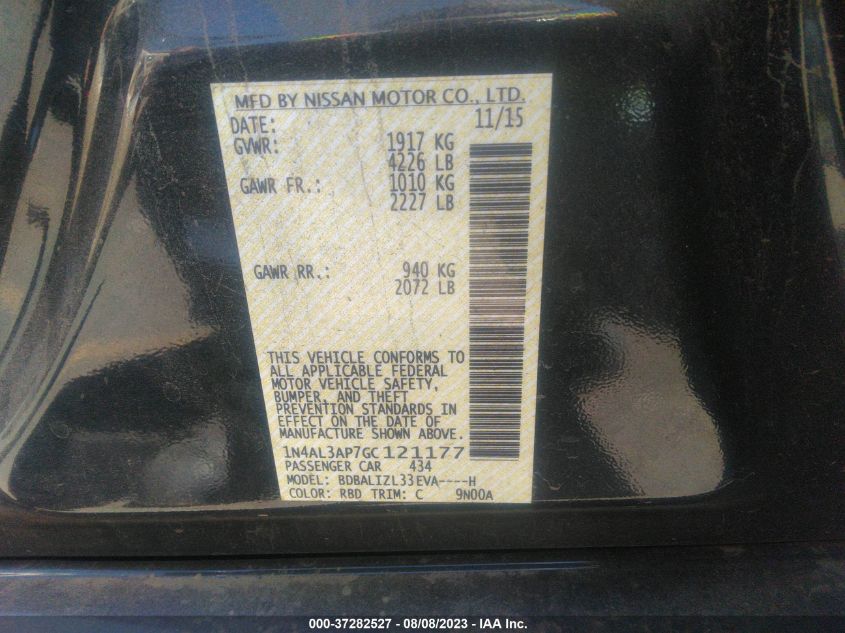 MFD BY NISSAN MOTOR CO., LTD.
DATE: 11/15
GVWR: 1917 KG
4226 LB
GAWR FR.: 1010 KG
2227 LB
GAWR RR.: 940 KG
2072 LB
THIS VEHICLE CONFORMS TO
ALL APPLICABLE FEDERAL
MOTOR VEHICLE SAFETY,
BUMPER, AND THEFT
PREVENTION STANDARDS IN
EFFECT ON THE DATE OF
MANUFACTURE SHOWN ABOVE.
1N4AL3AP7GC121177
PASSENGER CAR 434
MODEL: BDBALIZL33EVA----H
COLOR: RBD TRIM: C 9N00A
000-37282527 - 08/08/2023 - IAA Inc.